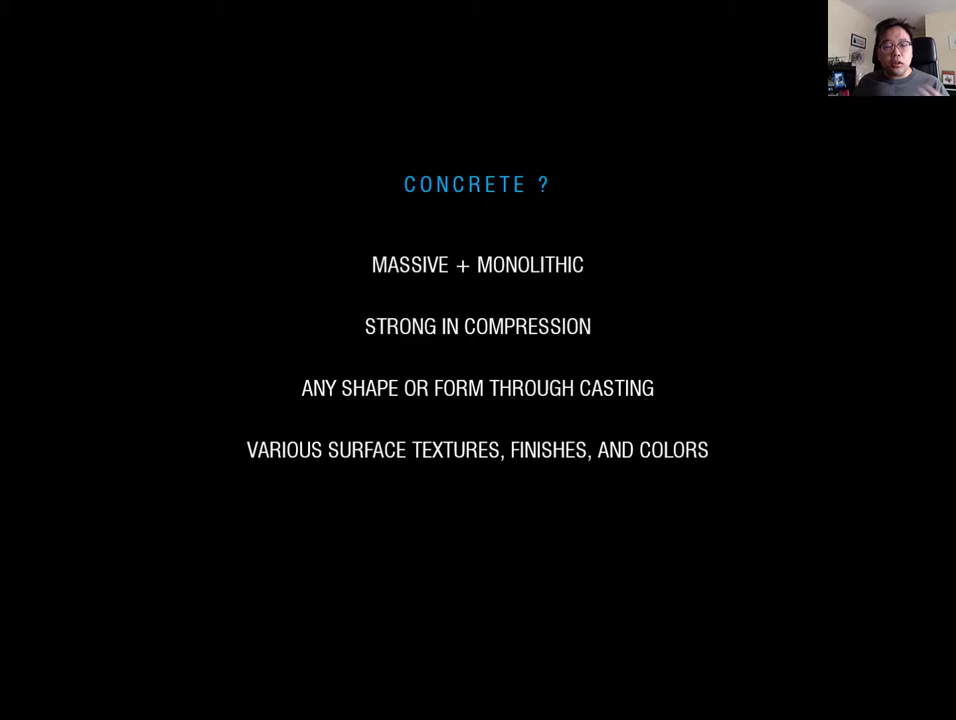 CONCRETE ?
MASSIVE + MONOLITHIC
STRONG IN COMPRESSION
ANY SHAPE OR FORM THROUGH CASTING
VARIOUS SURFACE TEXTURES, FINISHES, AND COLORS